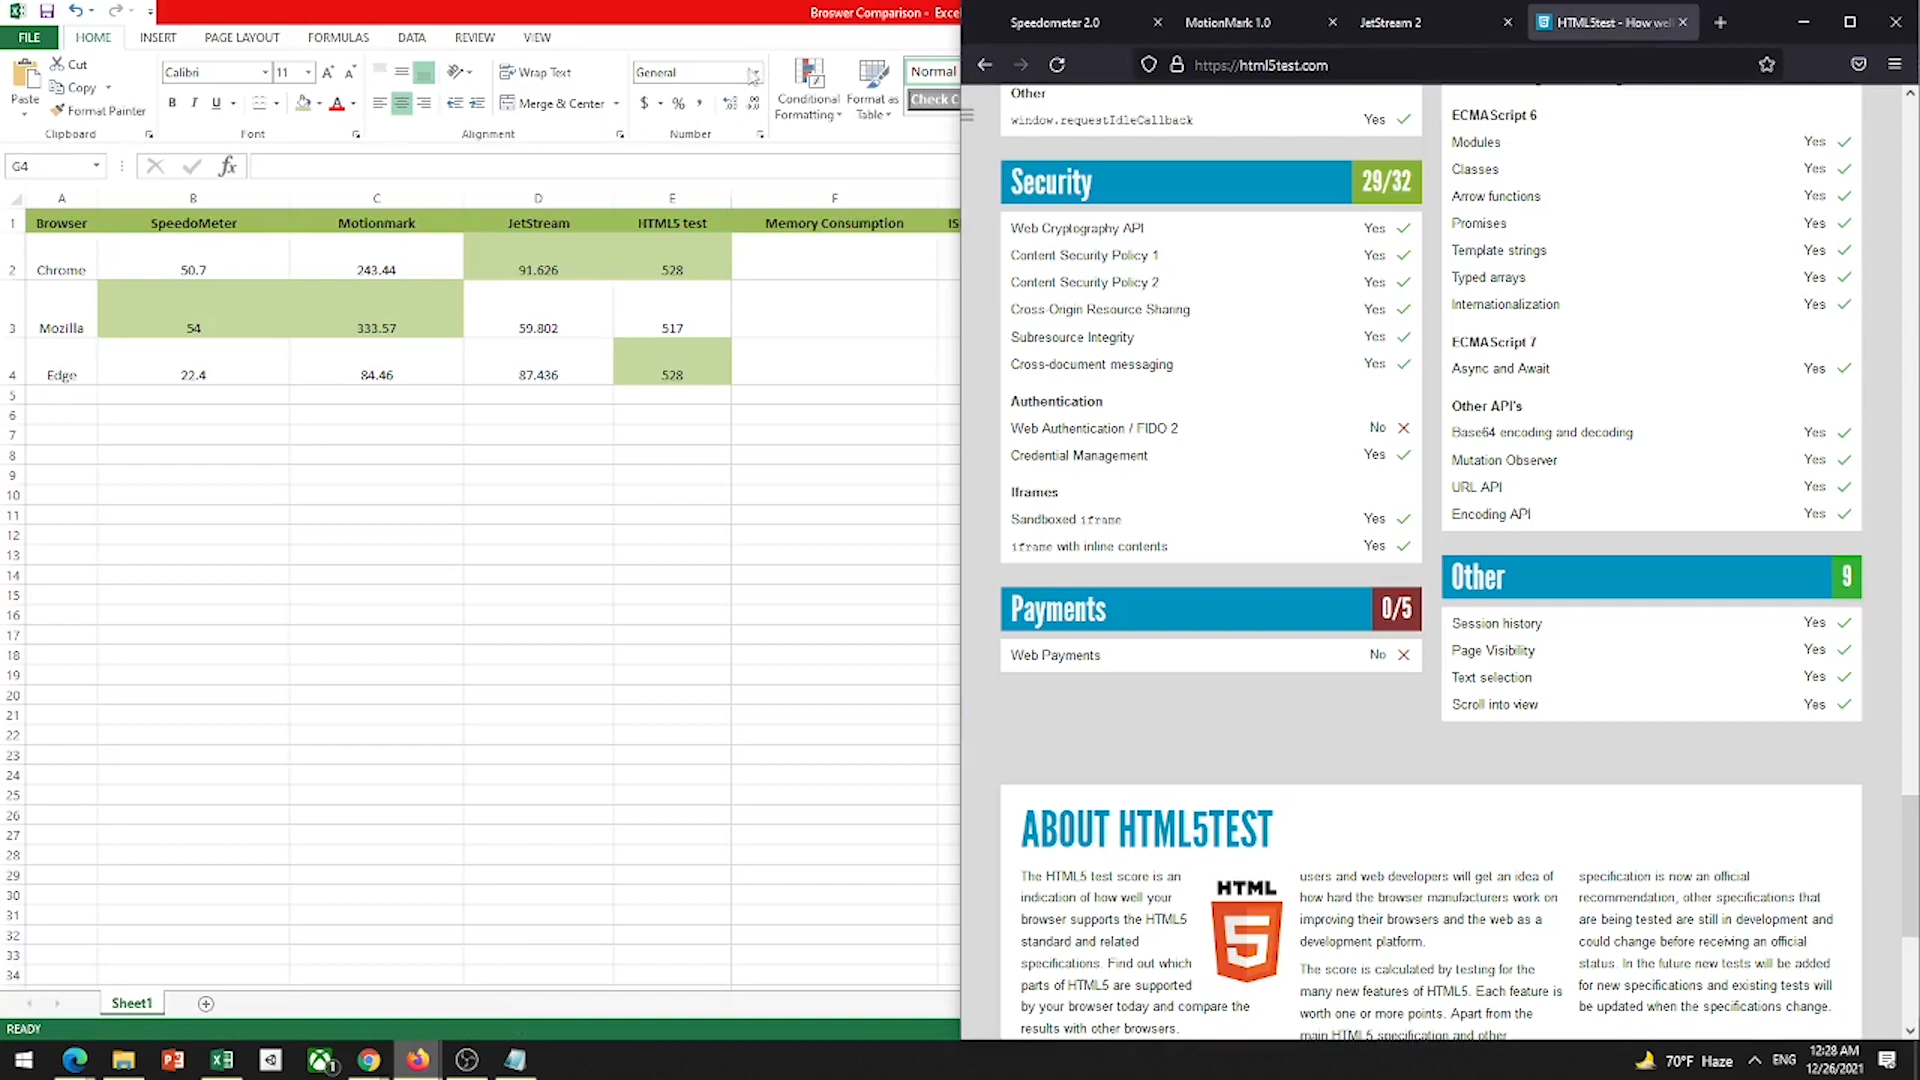 Broswer Comparison - Exce
FILE HOME INSERT PAGE LAYOUT FORMULAS DATA REVIEW VIEW
Paste
Cut
Copy
Format Painter
Clipboard
Calibri 11
B I U
Font
Wrap Text
Merge & Center
Alignment
General
$ % ,
Number
Conditional Formatting
Format as Table
Normal
Check C
G4
fx
A B C D E F
1 Browser SpeedoMeter Motionmark JetStream HTML5 test Memory Consumption IS
2 Chrome 50.7 243.44 91.626 528
3 Mozilla 54 333.57 59.802 517
4 Edge 22.4 84.46 87.436 528
5
6
7
8
9
10
11
12
13
14
15
16
17
18
19
20
21
22
23
24
25
26
27
28
29
30
31
32
33
34
Sheet1
READY
Speedometer 2.0
MotionMark 1.0
JetStream 2
HTML5test - How wel
https://html5test.com
Other
window.requestIdleCallback Yes
Security 29/32
Web Cryptography API Yes
Content Security Policy 1 Yes
Content Security Policy 2 Yes
Cross-Origin Resource Sharing Yes
Subresource Integrity Yes
Cross-document messaging Yes
Authentication
Web Authentication / FIDO 2 No
Credential Management Yes
Iframes
Sandboxed iframe Yes
iframe with inline contents Yes
Payments 0/5
Web Payments No
ECMAScript 6
Modules Yes
Classes Yes
Arrow functions Yes
Promises Yes
Template strings Yes
Typed arrays Yes
Internationalization Yes
ECMAScript 7
Async and Await Yes
Other API's
Base64 encoding and decoding Yes
Mutation Observer Yes
URL API Yes
Encoding API Yes
Other 9
Session history Yes
Page Visibility Yes
Text selection Yes
Scroll into view Yes
ABOUT HTML5TEST
The HTML5 test score is an
indication of how well your
browser supports the HTML5
standard and related
specifications. Find out which
parts of HTML5 are supported
by your browser today and compare the
results with other browsers.
HTML
5
users and web developers will get an idea of
how hard the browser manufacturers work on
improving their browsers and the web as a
development platform.
The score is calculated by testing for the
many new features of HTML5. Each feature is
worth one or more points. Apart from the
main HTML5 specification and other
specification is now an official
recommendation, other specifications that
are being tested are still in development and
could change before receiving an official
status. In the future new tests will be added
for new specifications and existing tests will
be updated when the specifications change.
70°F Haze
ENG
12:28 AM
12/26/2021